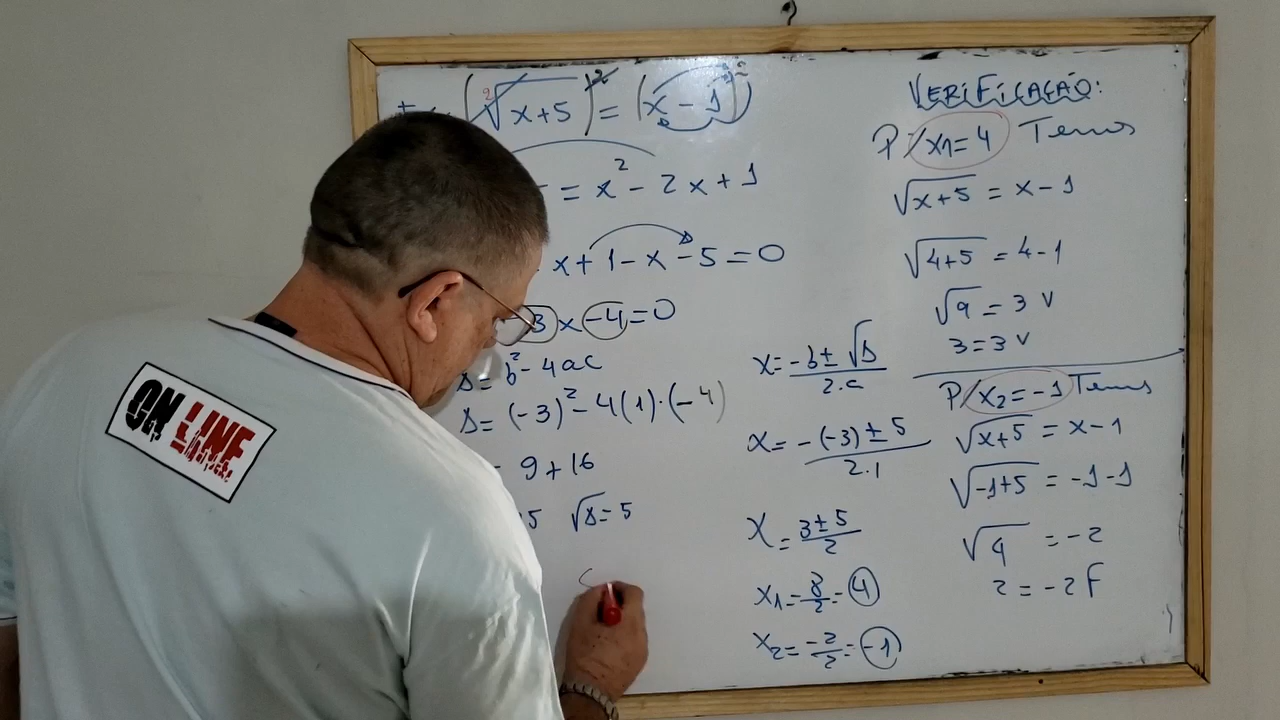 (²√x+5)² = (x - 1)²
= x² - 2x + 1
x + 1 - x - 5 = 0
3x - 4 = 0
Δ = b² - 4ac
Δ = (-3)² - 4(1)·(-4)
9 + 16
5 √Δ = 5
x = -b ± √Δ / 2·a
x = -(-3) ± 5 / 2·1
x = 3 ± 5 / 2
x1 = 8/2 = 4
x2 = -2/2 = -1
VERIFICAÇÃO:
P/x1 = 4 Temos
√x+5 = x - 1
√4+5 = 4 - 1
√9 = 3 V
3 = 3 V
P/x2 = -1 Temos
√x+5 = x - 1
√-1+5 = -1 - 1
√4 = -2
2 = -2 F
ON LINE